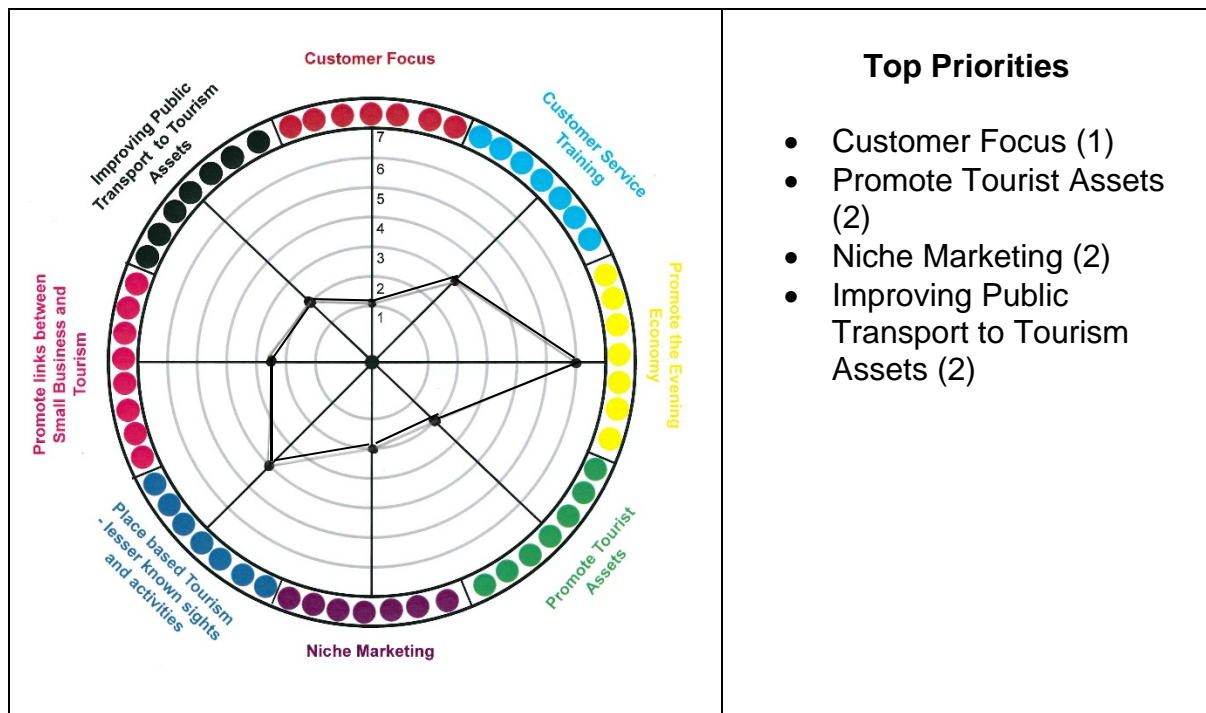 Customer Focus
Customer Service
Training
Promote the Evening
Economy
Promote Tourist
Assets
Niche Marketing
Place based Tourism
- lesser known sights
and activities
Promote links between
Small Business and
Tourism
Improving Public
Transport to Tourism
Assets
7
6
5
4
3
2
1
Top Priorities
• Customer Focus (1)
• Promote Tourist Assets
(2)
• Niche Marketing (2)
• Improving Public
Transport to Tourism
Assets (2)